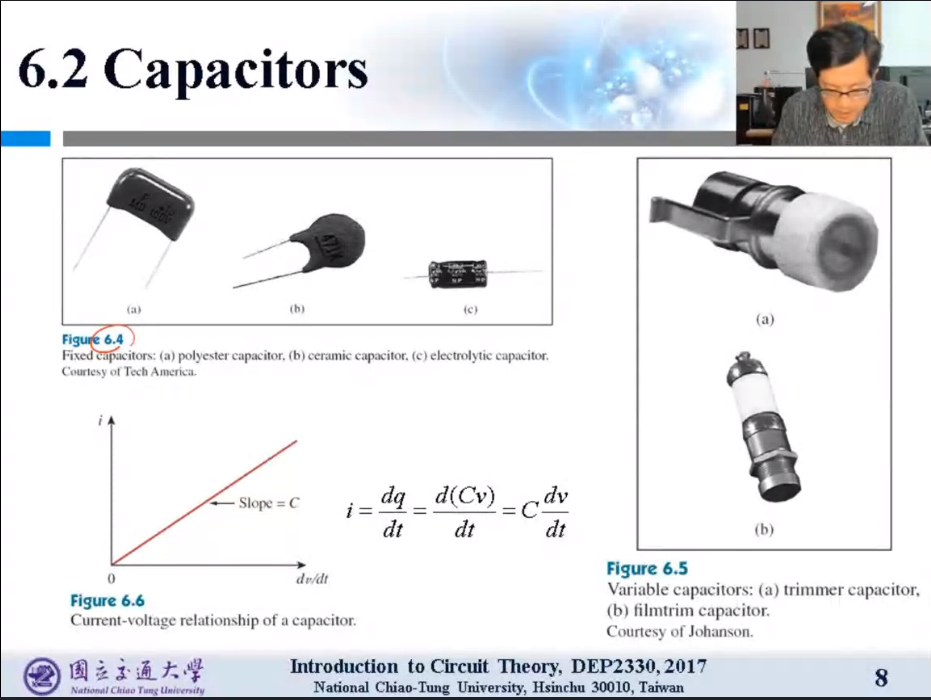 6.2 Capacitors
(a)
(b)
(c)
Figure 6.4
Fixed capacitors: (a) polyester capacitor, (b) ceramic capacitor, (c) electrolytic capacitor.
Courtesy of Tech America.
(a)
(b)
Figure 6.5
Variable capacitors: (a) trimmer capacitor,
(b) filmtrim capacitor.
Courtesy of Johanson.
i
Slope = C
0
dv/dt
Figure 6.6
Current-voltage relationship of a capacitor.
i = dq/dt = d(Cv)/dt = C dv/dt
國立交通大學
National Chiao Tung University
Introduction to Circuit Theory, DEP2330, 2017
National Chiao-Tung University, Hsinchu 30010, Taiwan
8